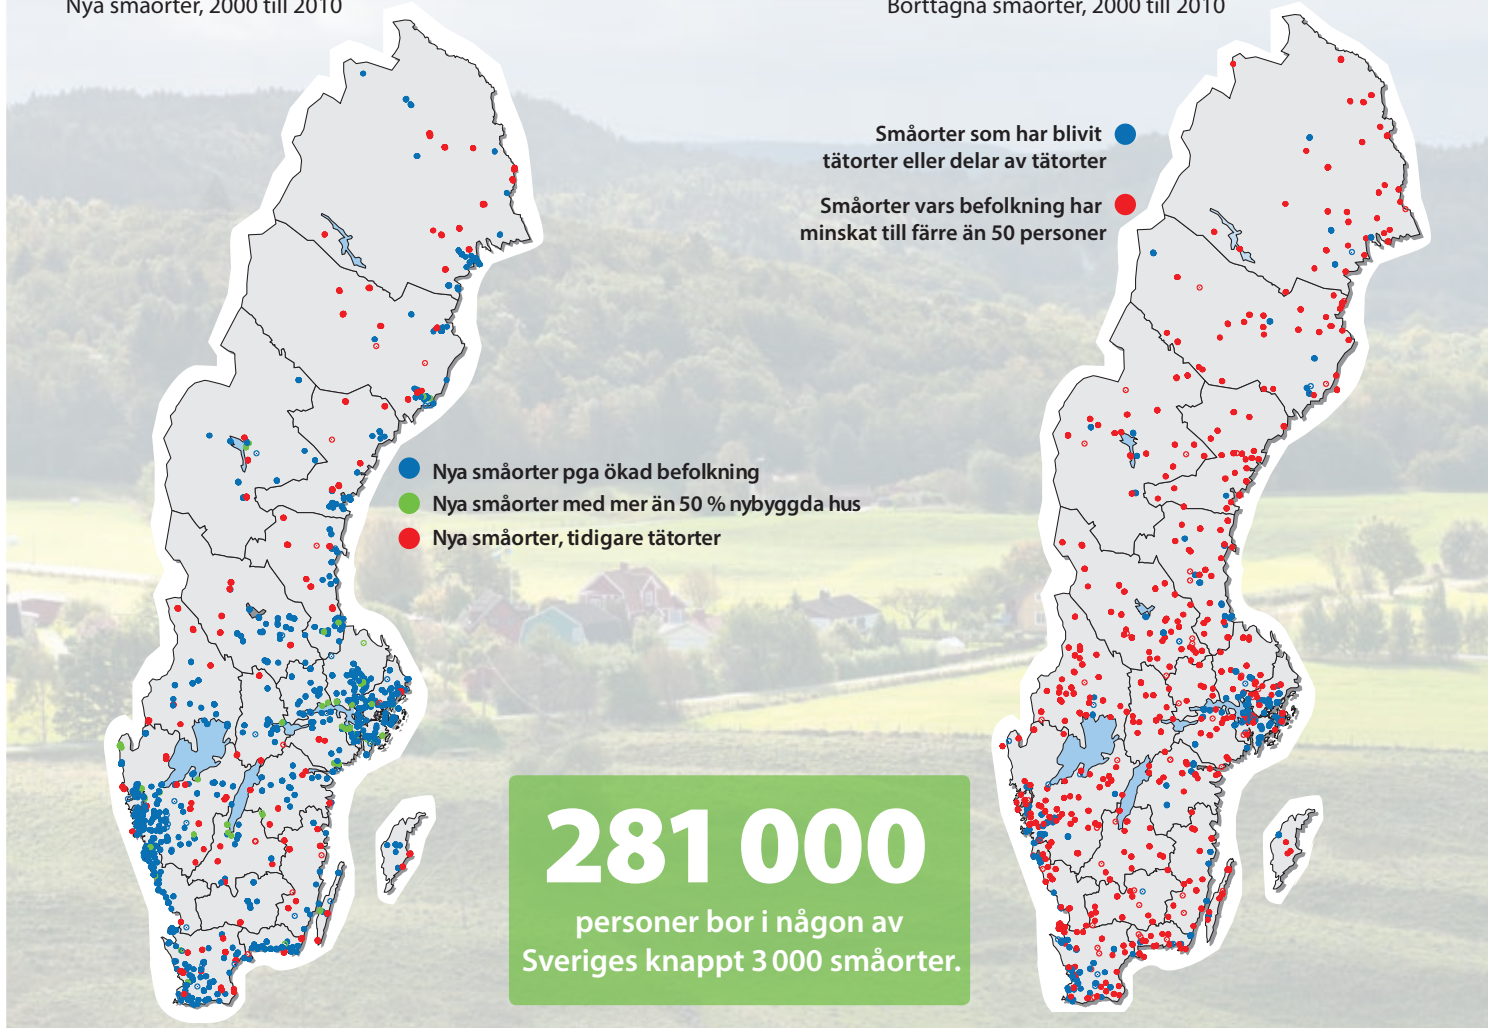 Nya småorter, 2000 till 2010
Borttagna småorter, 2000 till 2010
Småorter som har blivit
tätorter eller delar av tätorter
Småorter vars befolkning har
minskat till färre än 50 personer
Nya småorter pga ökad befolkning
Nya småorter med mer än 50 % nybyggda hus
Nya småorter, tidigare tätorter
281 000
personer bor i någon av
Sveriges knappt 3 000 småorter.